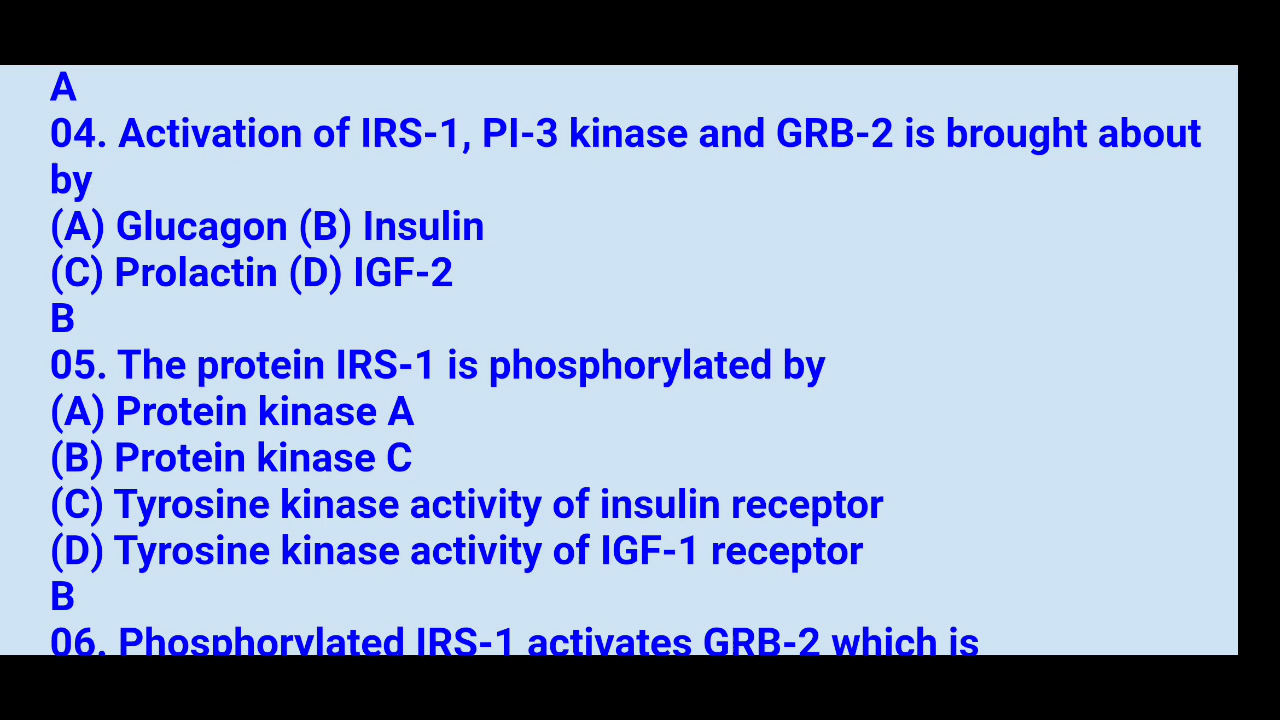 A
04. Activation of IRS-1, PI-3 kinase and GRB-2 is brought about
by
(A) Glucagon (B) Insulin
(C) Prolactin (D) IGF-2
B
05. The protein IRS-1 is phosphorylated by
(A) Protein kinase A
(B) Protein kinase C
(C) Tyrosine kinase activity of insulin receptor
(D) Tyrosine kinase activity of IGF-1 receptor
B
06. Phosphorylated IRS-1 activates GRB-2 which is